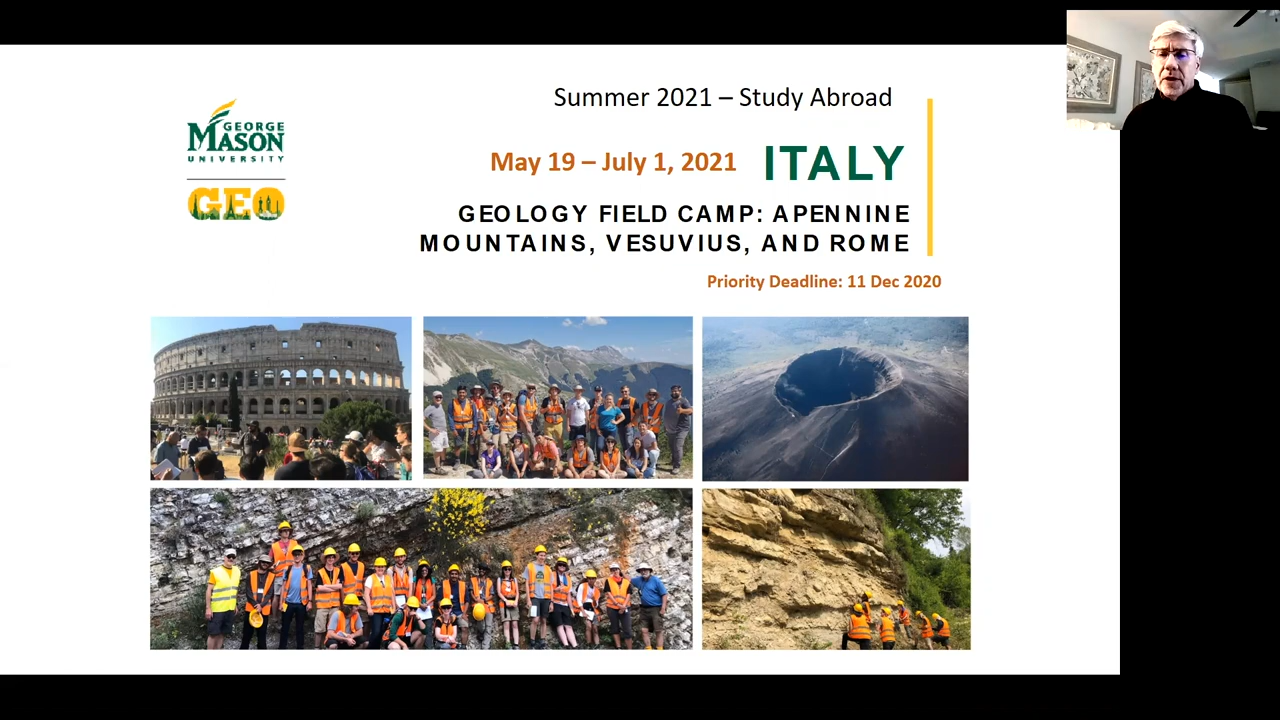 GEORGE
MASON
UNIVERSITY
GEO
Summer 2021 – Study Abroad
May 19 – July 1, 2021 ITALY
GEOLOGY FIELD CAMP: APENNINE
MOUNTAINS, VESUVIUS, AND ROME
Priority Deadline: 11 Dec 2020